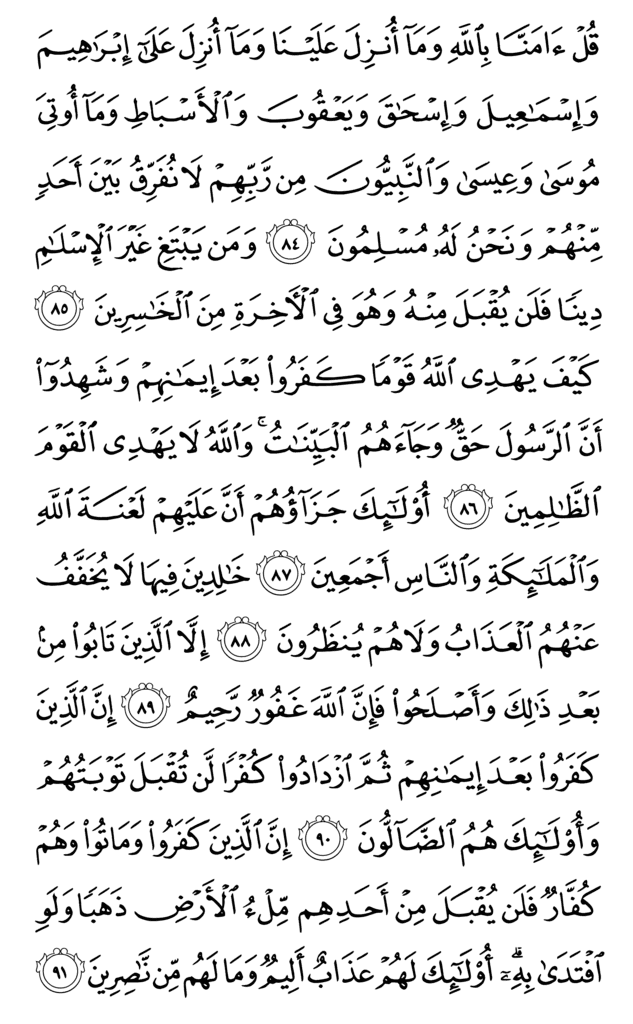 قُلۡ ءَامَنَّا بِٱللَّهِ وَمَآ أُنزِلَ عَلَيۡنَا وَمَآ أُنزِلَ عَلَىٰٓ إِبۡرَٰهِيمَ
وَإِسۡمَٰعِيلَ وَإِسۡحَٰقَ وَيَعۡقُوبَ وَٱلۡأَسۡبَاطِ وَمَآ أُوتِيَ
مُوسَىٰ وَعِيسَىٰ وَٱلنَّبِيُّونَ مِن رَّبِّهِمۡ لَا نُفَرِّقُ بَيۡنَ أَحَدٖ
مِّنۡهُمۡ وَنَحۡنُ لَهُۥ مُسۡلِمُونَ ٨٤ وَمَن يَبۡتَغِ غَيۡرَ ٱلۡإِسۡلَٰمِ
دِينٗا فَلَن يُقۡبَلَ مِنۡهُ وَهُوَ فِي ٱلۡأٓخِرَةِ مِنَ ٱلۡخَٰسِرِينَ ٨٥
كَيۡفَ يَهۡدِي ٱللَّهُ قَوۡمٗا كَفَرُواْ بَعۡدَ إِيمَٰنِهِمۡ وَشَهِدُوٓاْ
أَنَّ ٱلرَّسُولَ حَقّٞ وَجَآءَهُمُ ٱلۡبَيِّنَٰتُۚ وَٱللَّهُ لَا يَهۡدِي ٱلۡقَوۡمَ
ٱلظَّٰلِمِينَ ٨٦ أُوْلَٰٓئِكَ جَزَآؤُهُمۡ أَنَّ عَلَيۡهِمۡ لَعۡنَةَ ٱللَّهِ
وَٱلۡمَلَٰٓئِكَةِ وَٱلنَّاسِ أَجۡمَعِينَ ٨٧ خَٰلِدِينَ فِيهَا لَا يُخَفَّفُ
عَنۡهُمُ ٱلۡعَذَابُ وَلَا هُمۡ يُنظَرُونَ ٨٨ إِلَّا ٱلَّذِينَ تَابُواْ مِنۢ
بَعۡدِ ذَٰلِكَ وَأَصۡلَحُواْ فَإِنَّ ٱللَّهَ غَفُورٞ رَّحِيمٌ ٨٩ إِنَّ ٱلَّذِينَ
كَفَرُواْ بَعۡدَ إِيمَٰنِهِمۡ ثُمَّ ٱزۡدَادُواْ كُفۡرٗا لَّن تُقۡبَلَ تَوۡبَتُهُمۡ
وَأُوْلَٰٓئِكَ هُمُ ٱلضَّآلُّونَ ٩٠ إِنَّ ٱلَّذِينَ كَفَرُواْ وَمَاتُواْ وَهُمۡ
كُفَّارٞ فَلَن يُقۡبَلَ مِنۡ أَحَدِهِم مِّلۡءُ ٱلۡأَرۡضِ ذَهَبٗا وَلَوِ
ٱفۡتَدَىٰ بِهِۦٓۗ أُوْلَٰٓئِكَ لَهُمۡ عَذَابٌ أَلِيمٞ وَمَا لَهُم مِّن نَّٰصِرِينَ ٩١